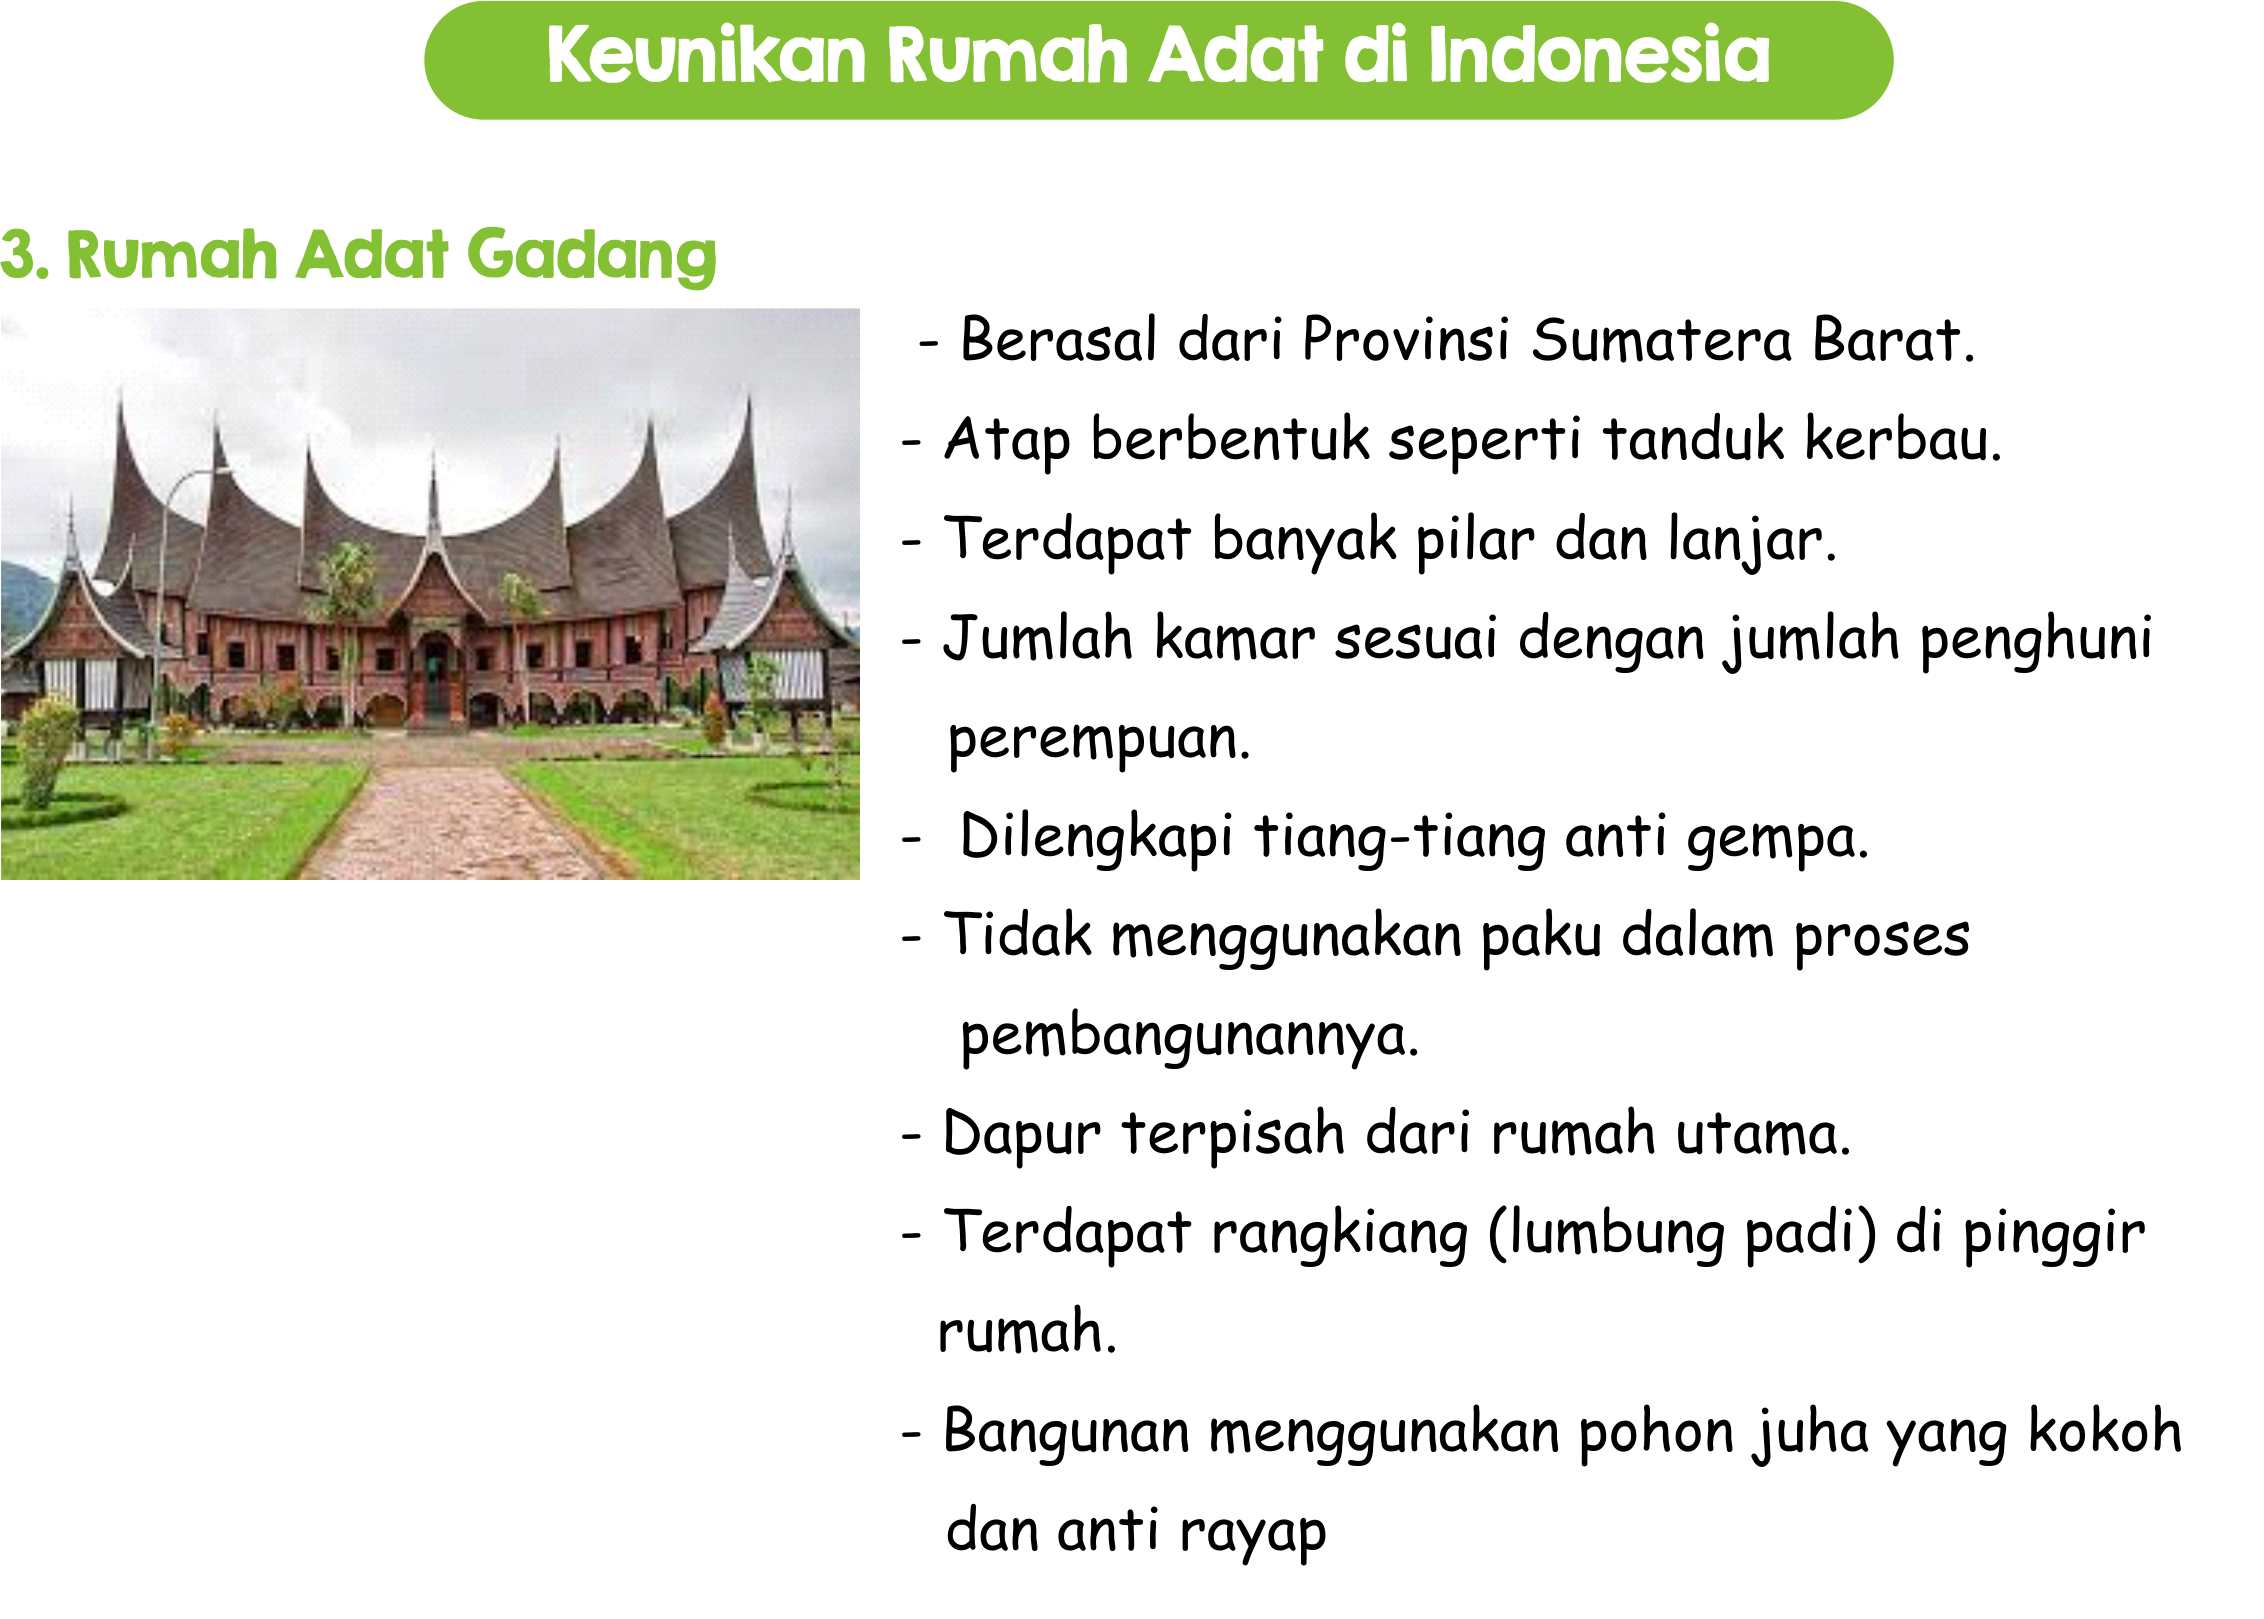 Keunikan Rumah Adat di Indonesia
3. Rumah Adat Gadang
- Berasal dari Provinsi Sumatera Barat.
- Atap berbentuk seperti tanduk kerbau.
- Terdapat banyak pilar dan lanjar.
- Jumlah kamar sesuai dengan jumlah penghuni
perempuan.
- Dilengkapi tiang-tiang anti gempa.
- Tidak menggunakan paku dalam proses
pembangunannya.
- Dapur terpisah dari rumah utama.
- Terdapat rangkiang (lumbung padi) di pinggir
rumah.
- Bangunan menggunakan pohon juha yang kokoh
dan anti rayap